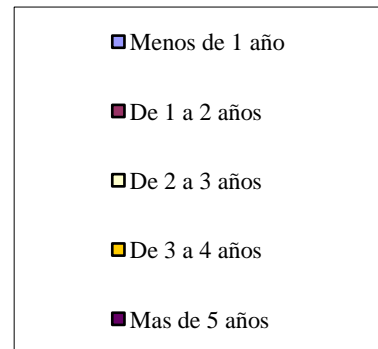 Menos de 1 año
De 1 a 2 años
De 2 a 3 años
De 3 a 4 años
Mas de 5 años